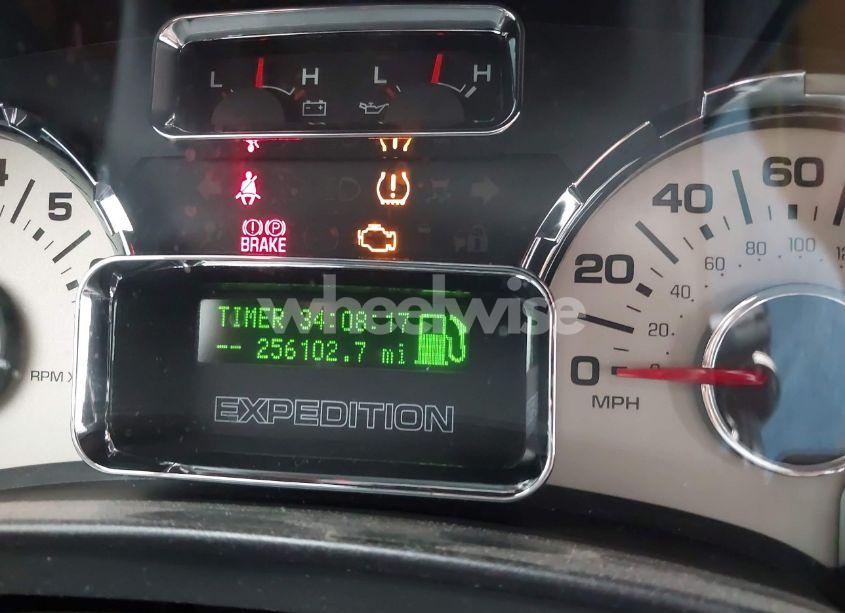 L H L H
4 5
BRAKE
20 40 60
20 40 60 80 100
0
MPH
RPM X
TIMER 34:08:17
-- 256102.7 mi
EXPEDITION
wheelwise